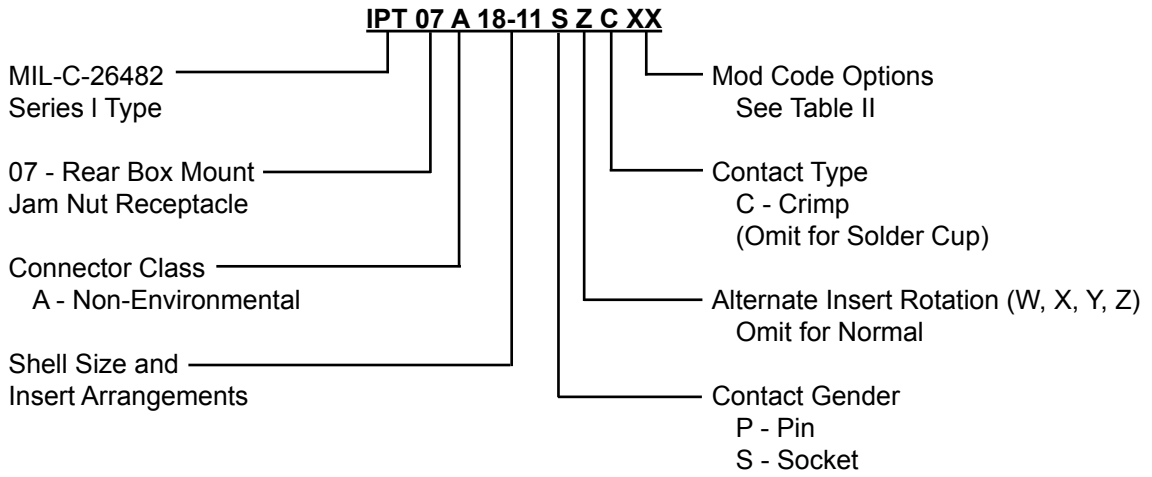 IPT 07 A 18-11 S Z C XX
MIL-C-26482
Series I Type
07 - Rear Box Mount
Jam Nut Receptacle
Connector Class
A - Non-Environmental
Shell Size and
Insert Arrangements
Mod Code Options
See Table II
Contact Type
C - Crimp
(Omit for Solder Cup)
Alternate Insert Rotation (W, X, Y, Z)
Omit for Normal
Contact Gender
P - Pin
S - Socket